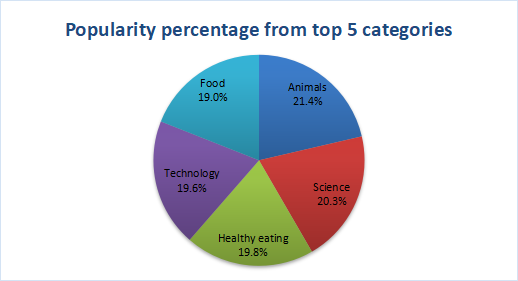 Popularity percentage from top 5 categories
Food
19.0%
Animals
21.4%
Technology
19.6%
Science
20.3%
Healthy eating
19.8%